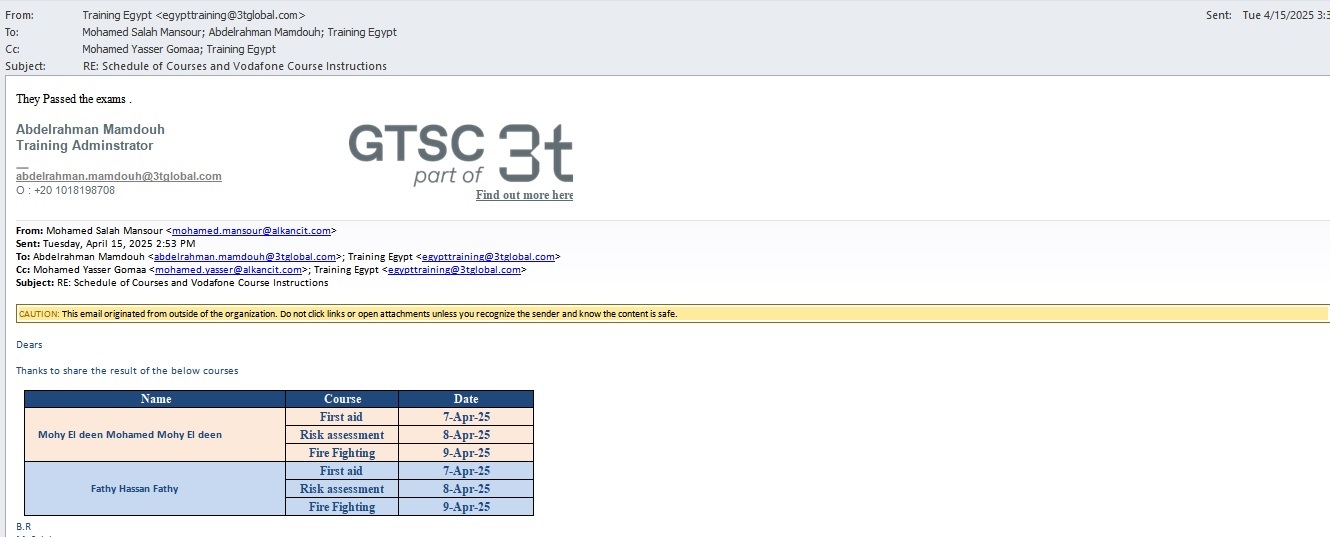 From: Training Egypt <egypttraining@3tglobal.com> Sent: Tue 4/15/2025
To: Mohamed Salah Mansour; Abdelrahman Mamdouh; Training Egypt
Cc: Mohamed Yasser Gomaa; Training Egypt
Subject: RE: Schedule of Courses and Vodafone Course Instructions
They Passed the exams .
Abdelrahman Mamdouh
Training Adminstrator
abdelrahman.mamdouh@3tglobal.com
O : +20 1018198708
GTSC 3t
part of
Find out more here
From: Mohamed Salah Mansour <mohamed.mansour@alkancit.com>
Sent: Tuesday, April 15, 2025 2:53 PM
To: Abdelrahman Mamdouh <abdelrahman.mamdouh@3tglobal.com>; Training Egypt <egypttraining@3tglobal.com>
Cc: Mohamed Yasser Gomaa <mohamed.yasser@alkancit.com>; Training Egypt <egypttraining@3tglobal.com>
Subject: RE: Schedule of Courses and Vodafone Course Instructions
CAUTION: This email originated from outside of the organization. Do not click links or open attachments unless you recognize the sender and know the content is safe.
Dears
Thanks to share the result of the below courses
Name Course Date
First aid 7-Apr-25
Mohy El deen Mohamed Mohy El deen Risk assessment 8-Apr-25
Fire Fighting 9-Apr-25
First aid 7-Apr-25
Fathy Hassan Fathy Risk assessment 8-Apr-25
Fire Fighting 9-Apr-25
B.R